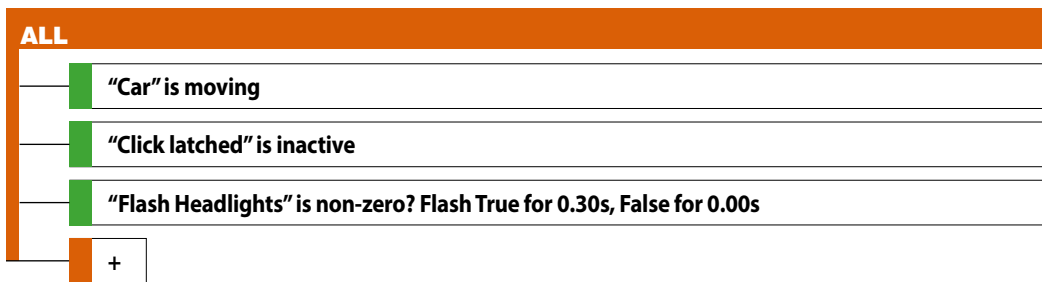 ALL
“Car” is moving
“Click latched” is inactive
“Flash Headlights” is non-zero? Flash True for 0.30s, False for 0.00s
+